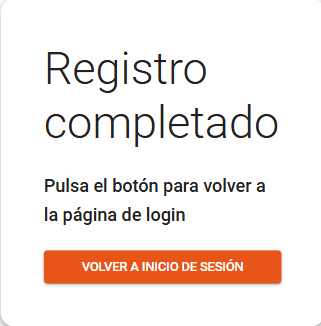 Registro
completado
Pulsa el botón para volver a
la página de login
VOLVER A INICIO DE SESIÓN